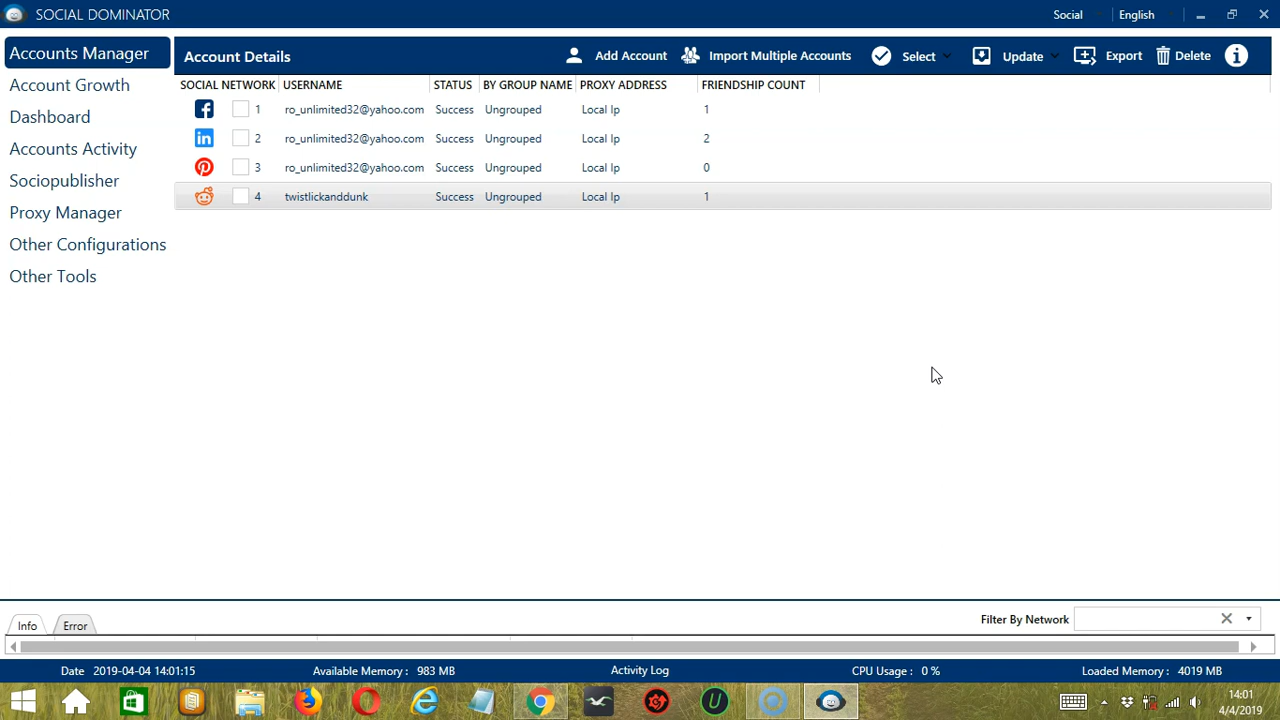 SOCIAL DOMINATOR Social English
Accounts Manager
Account Growth
Dashboard
Accounts Activity
Sociopublisher
Proxy Manager
Other Configurations
Other Tools
Account Details Add Account Import Multiple Accounts Select Update Export Delete
SOCIAL NETWORK USERNAME STATUS BY GROUP NAME PROXY ADDRESS FRIENDSHIP COUNT
1 ro_unlimited32@yahoo.com Success Ungrouped Local Ip 1
in 2 ro_unlimited32@yahoo.com Success Ungrouped Local Ip 2
3 ro_unlimited32@yahoo.com Success Ungrouped Local Ip 0
4 twistlickanddunk Success Ungrouped Local Ip 1
Info Error Filter By Network
Date 2019-04-04 14:01:15 Available Memory : 983 MB Activity Log CPU Usage : 0 % Loaded Memory : 4019 MB
14:01
4/4/2019